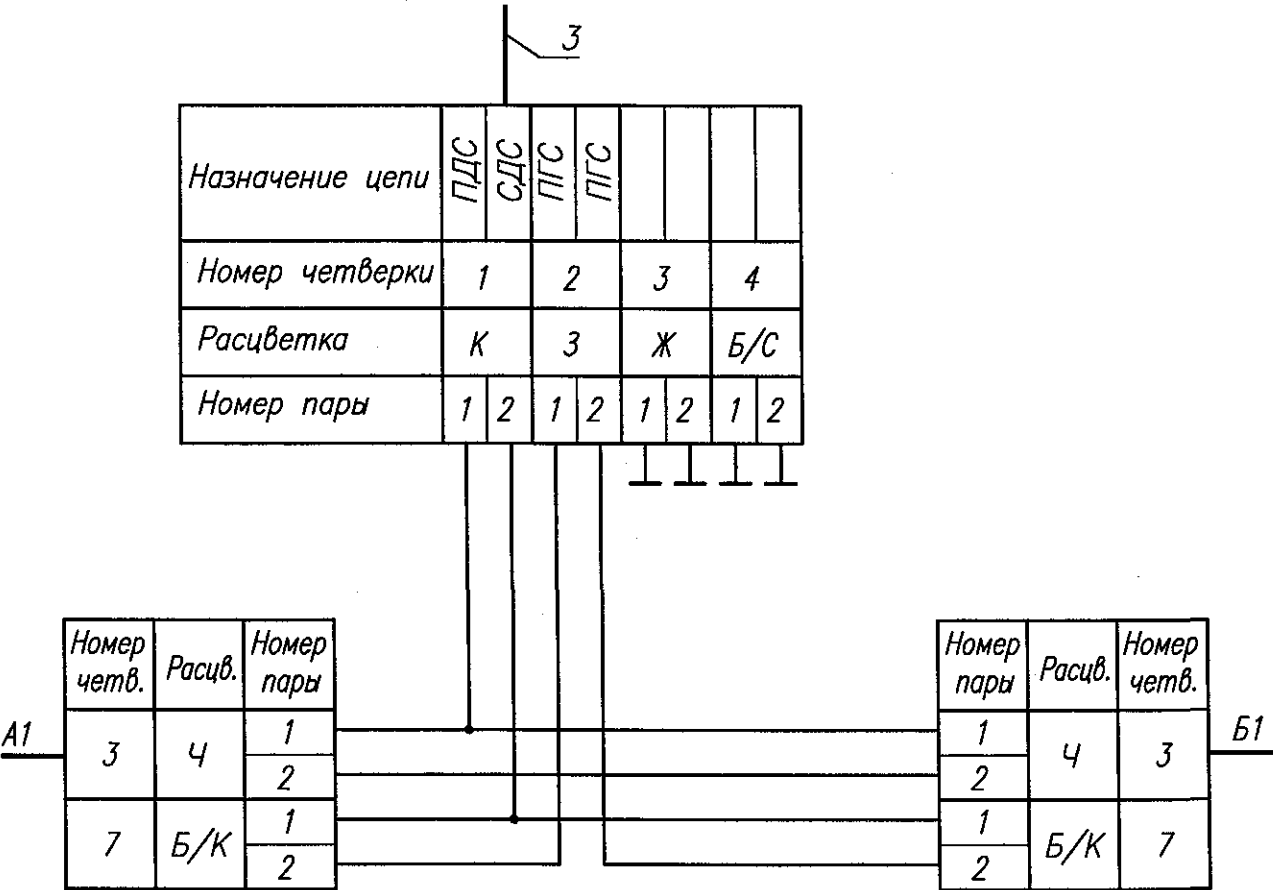 3
Назначение цепи ПДС СДС ПГС ПГС
Номер четверки 1 2 3 4
Расцветка К З Ж Б/С
Номер пары 1 2 1 2 1 2 1 2
А1
Номер четв. Расцв. Номер пары
3 Ч 1
2
7 Б/К 1
2
Номер пары Расцв. Номер четв.
1 Ч 3
2
1 Б/К 7
2
Б1